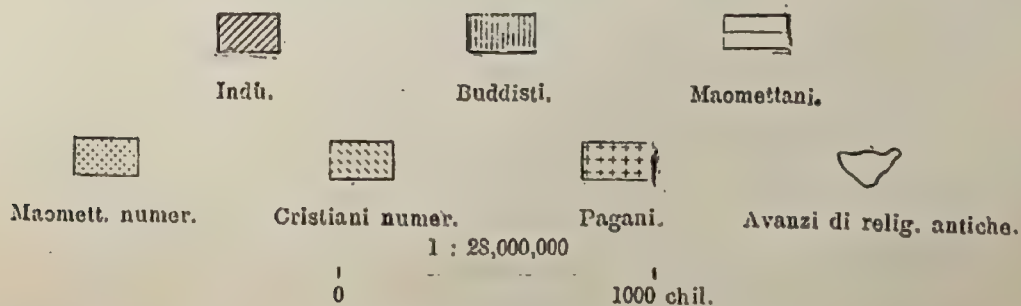 Indù. Buddisti. Maomettani.
Maomett. numer. Cristiani numer. Pagani. Avanzi di relig. antiche.
1 : 28,000,000
0 1000 chil.